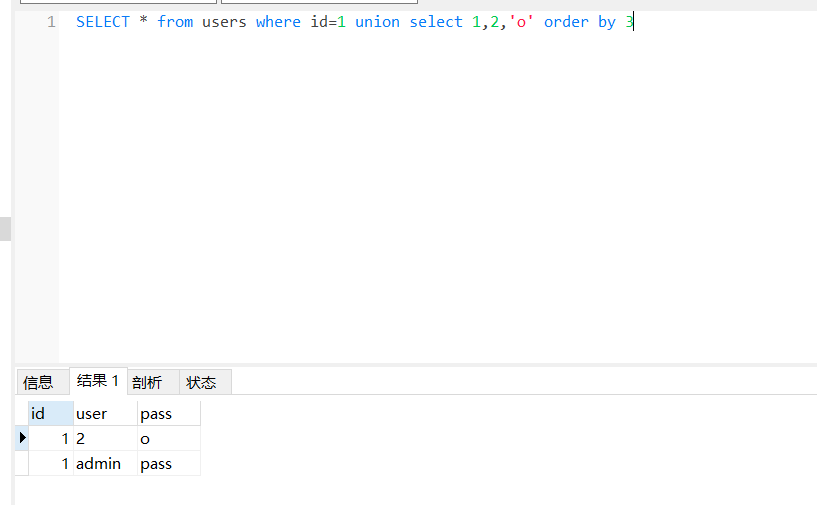 1 SELECT * from users where id=1 union select 1,2,'o' order by 3
信息 结果 1 剖析 状态
id user pass
1 2 o
1 admin pass